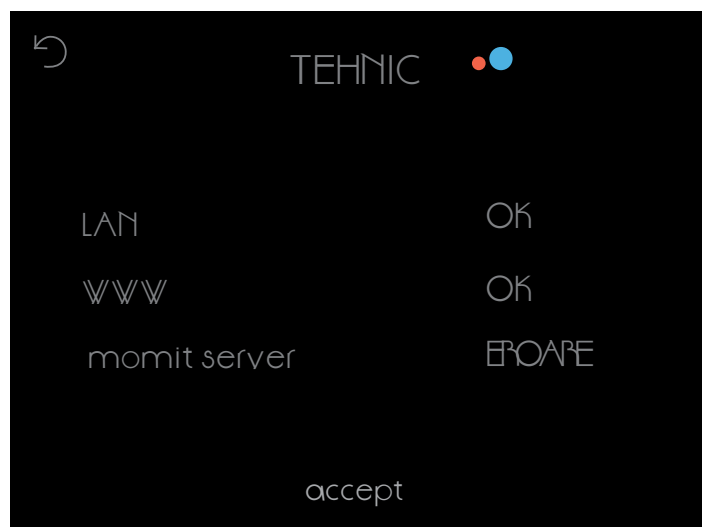 TEHNIC
LAN OK
WWW OK
momit server EROARE
accept